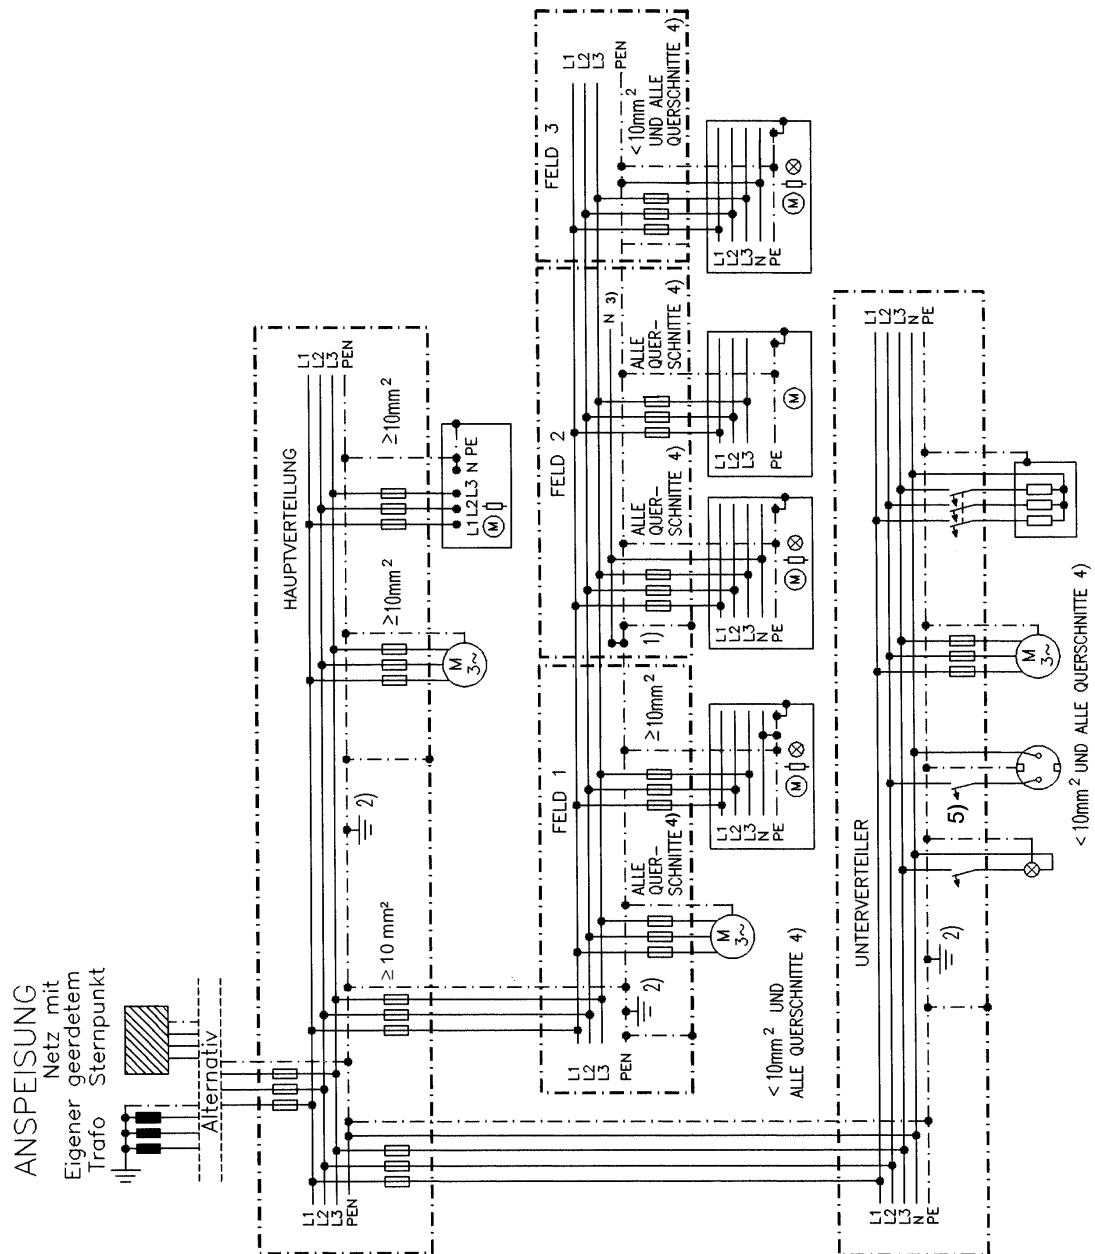 ANSPEISUNG
Netz mit
Eigener geerdetem
Trafo Sternpunkt
Alternativ
HAUPTVERTEILUNG
L1
L2
L3
PEN
L1
L2
L3
PEN
≥ 10 mm²
2)
≥10mm²
≥10mm²
M
3~
L1 L2 L3 N PE
M
FELD 1
L1
L2
L3
PEN
2)
ALLE
QUER-
SCHNITTE 4)
≥10mm²
M
3~
L1
L2
L3
N
PE
M
<10mm² UND
ALLE QUERSCHNITTE 4)
FELD 2
1)
ALLE
QUER-
SCHNITTE 4)
N 3)
ALLE
QUER-
SCHNITTE 4)
L1
L2
L3
N
PE
M
L1
L2
L3
PE
M
FELD 3
L1
L2
L3
PEN
<10mm²
UND ALLE
QUERSCHNITTE 4)
L1
L2
L3
N
PE
M
UNTERVERTEILER
L1
L2
L3
N
PE
L1
L2
L3
N
PE
2)
5)
M
3~
<10mm² UND ALLE QUERSCHNITTE 4)